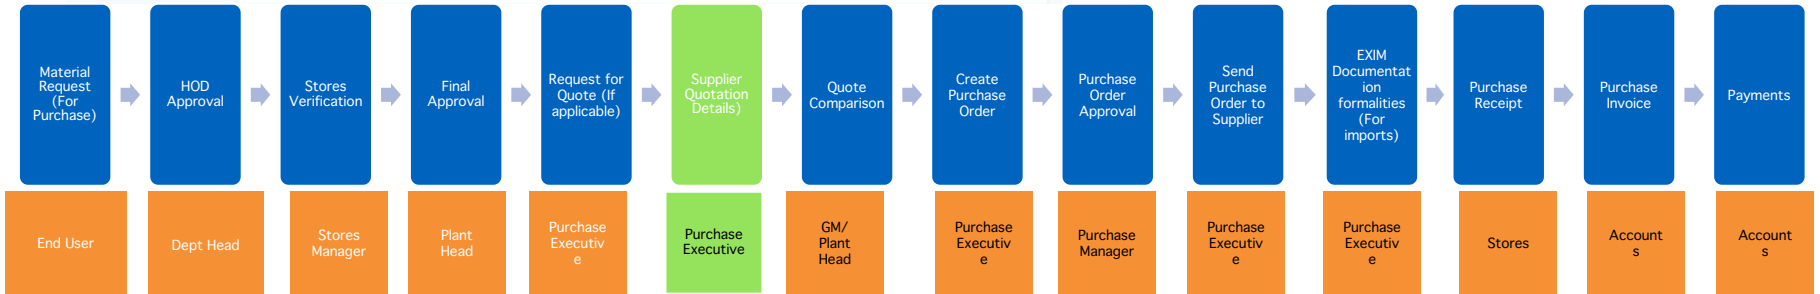 Material
Request
(For
Purchase)
HOD
Approval
Stores
Verification
Final
Approval
Request for
Quote (If
applicable)
Supplier
Quotation
Details)
Quote
Comparison
Create
Purchase
Order
Purchase
Order
Approval
Send
Purchase
Order to
Supplier
EXIM
Documentat
ion
formalities
(For
imports)
Purchase
Receipt
Purchase
Invoice
Payments
End User
Dept Head
Stores
Manager
Plant
Head
Purchase
Executiv
e
Purchase
Executive
GM/
Plant
Head
Purchase
Executiv
e
Purchase
Manager
Purchase
Executiv
e
Purchase
Executiv
e
Stores
Account
s
Account
s